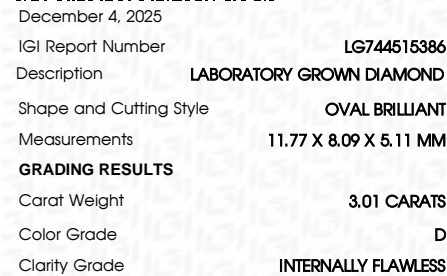 December 4, 2025
IGI Report Number LG744515386
Description LABORATORY GROWN DIAMOND
Shape and Cutting Style OVAL BRILLIANT
Measurements 11.77 X 8.09 X 5.11 MM
GRADING RESULTS
Carat Weight 3.01 CARATS
Color Grade D
Clarity Grade INTERNALLY FLAWLESS